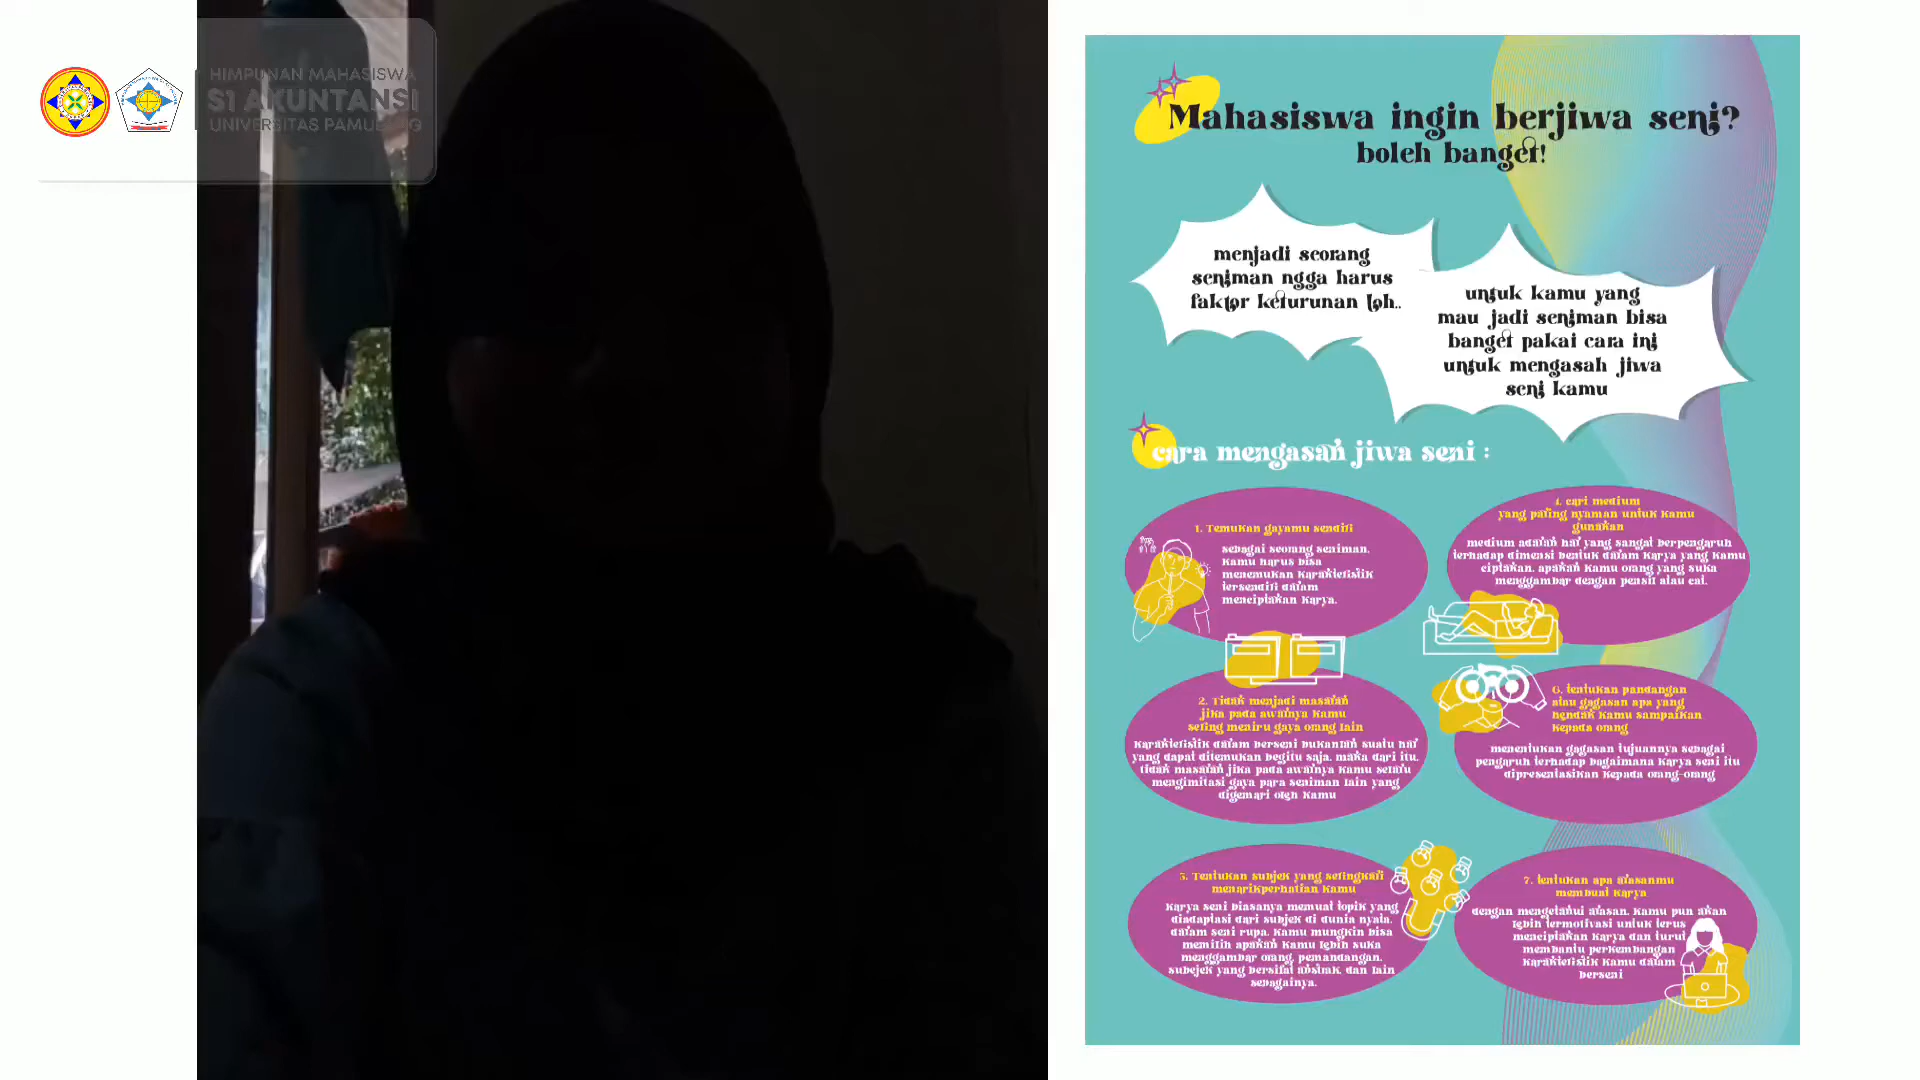 HIMPUNAN MAHASISWA
S1 AKUNTANSI
UNIVERSITAS PAMULANG
Mahasiswa ingin berjiwa seni?
boleh banget!
menjadi seorang
seniman ngga harus
faktor keturunan loh..
untuk kamu yang
mau jadi seniman bisa
banget pakai cara ini
untuk mengasah jiwa
seni kamu
cara mengasah jiwa seni :
1. Temukan gayamu sendiri
sebagai seorang seniman,
kamu harus bisa
menemukan karakteristik
tersendiri dalam
menciptakan karya.
2. Tidak menjadi masalah
jika pada awalnya kamu
sering meniru gaya orang lain
karakteristik dalam berseni bukanlah suatu hal
yang dapat ditemukan begitu saja. maka dari itu,
tidak masalah jika pada awalnya kamu selalu
mengimitasi gaya para seniman lain yang
digemari oleh kamu
3. Tentukan subjek yang seringkali
menarikperhatian kamu
karya seni biasanya memuat topik yang
diadaptasi dari subjek di dunia nyata.
dalam seni rupa, kamu mungkin bisa
memilih apakah kamu lebih suka
menggambar orang, pemandangan,
subejek yang bersifat abstrak, dan lain
sebagainya.
4. cari medium
yang paling nyaman untuk kamu
gunakan
medium adalah hal yang sangat berpengaruh
terhadap dimensi bentuk dalam karya yang kamu
ciptakan. apakah kamu orang yang suka
menggambar dengan pensil atau cat.
6. tentukan pandangan
atau gagasan apa yang
hendak kamu sampaikan
kepada orang
menentukan gagasan tujuannya sebagai
pengaruh terhadap bagaimana karya seni itu
dipresentasikan kepada orang-orang
7. tentukan apa alasanmu
membuat karya
dengan mengetahui alasan, kamu pun akan
lebih termotivasi untuk terus
menciptakan karya dan turut
membantu perkembangan
karakteristik kamu dalam
berseni